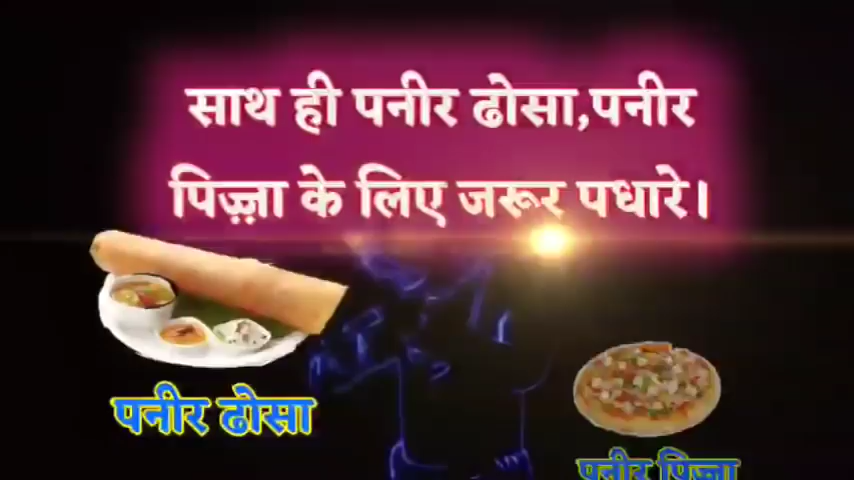 साथ ही पनीर ढोसा,पनीर
पिज़्ज़ा के लिए जरूर पधारे।
पनीर ढोसा
पनीर पिज्जा